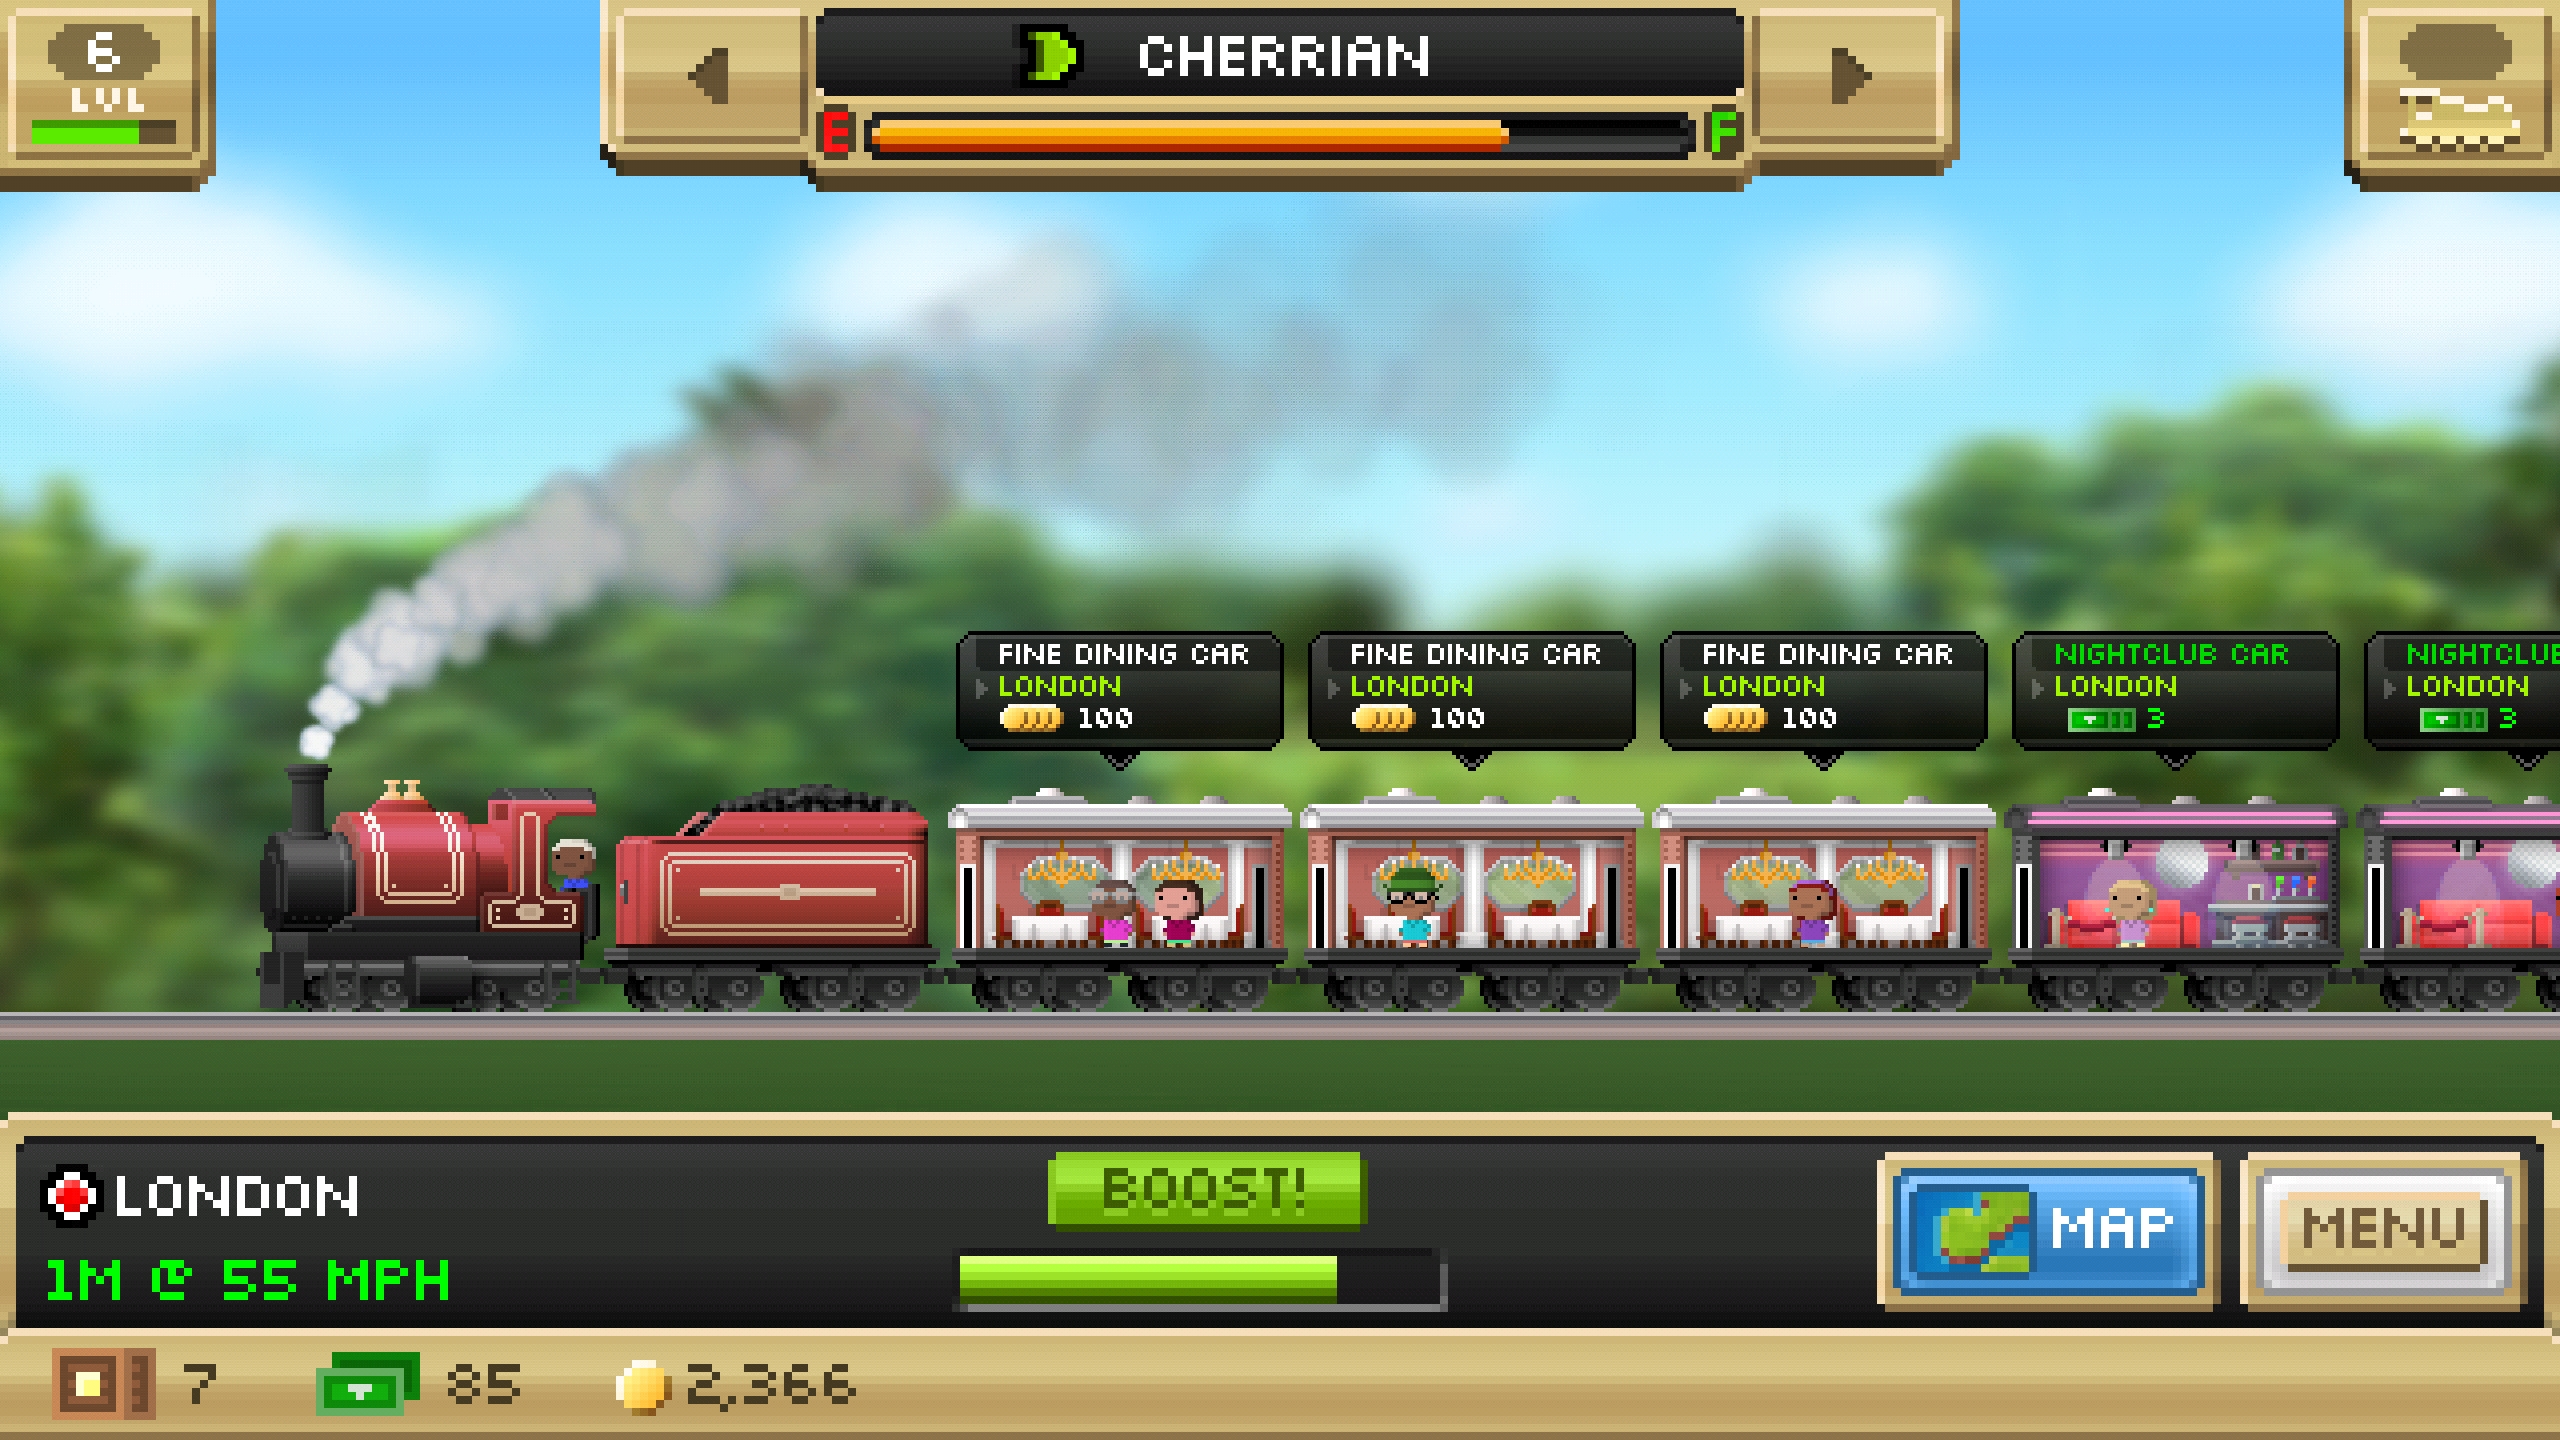 6
LVL
CHERRIAN
E F
FINE DINING CAR
LONDON
100
FINE DINING CAR
LONDON
100
FINE DINING CAR
LONDON
100
NIGHTCLUB CAR
LONDON
3
NIGHTCLUB
LONDON
3
LONDON
1M @ 55 MPH
BOOST!
MAP
MENU
7 85 2,366